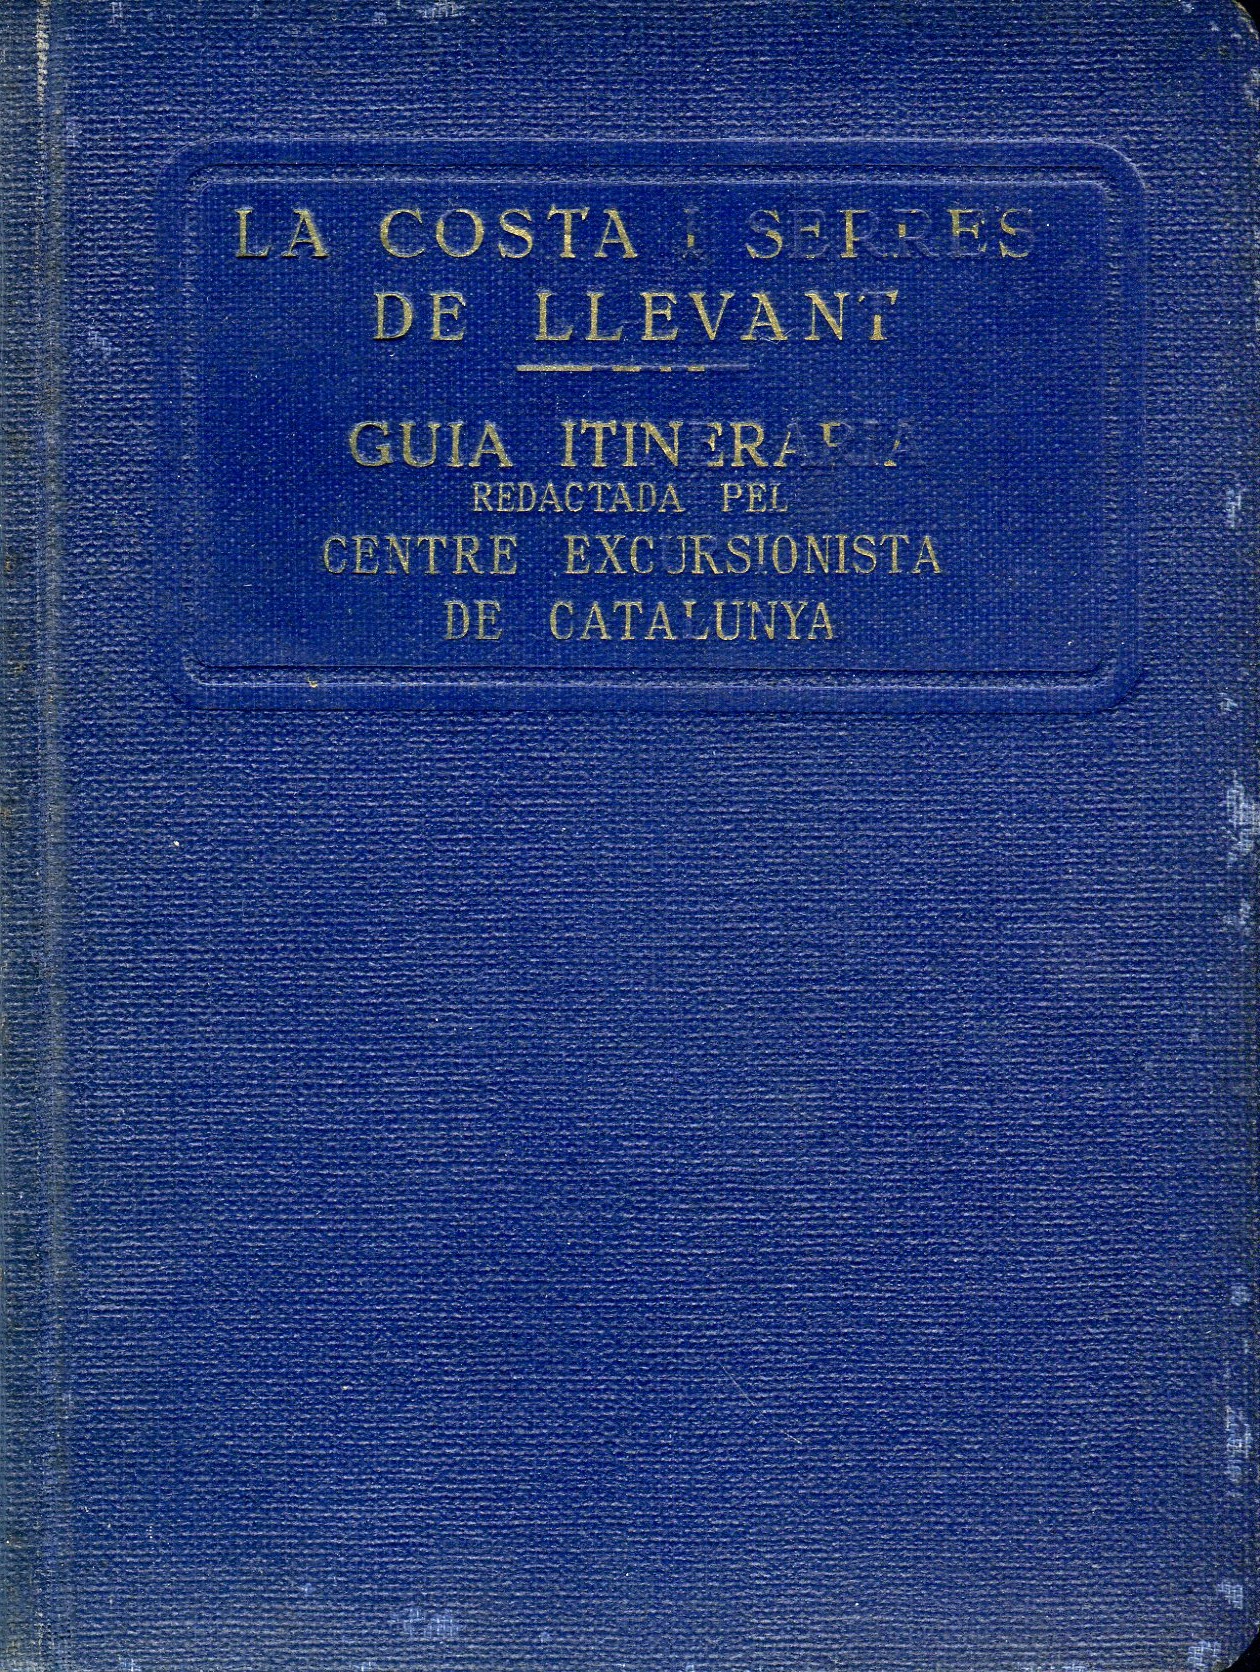 LA COSTA I SERRES
DE LLEVANT
GUIA ITINERARIA
REDACTADA PEL
CENTRE EXCURSIONISTA
DE CATALUNYA